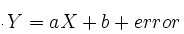 · Y = aX + b + error